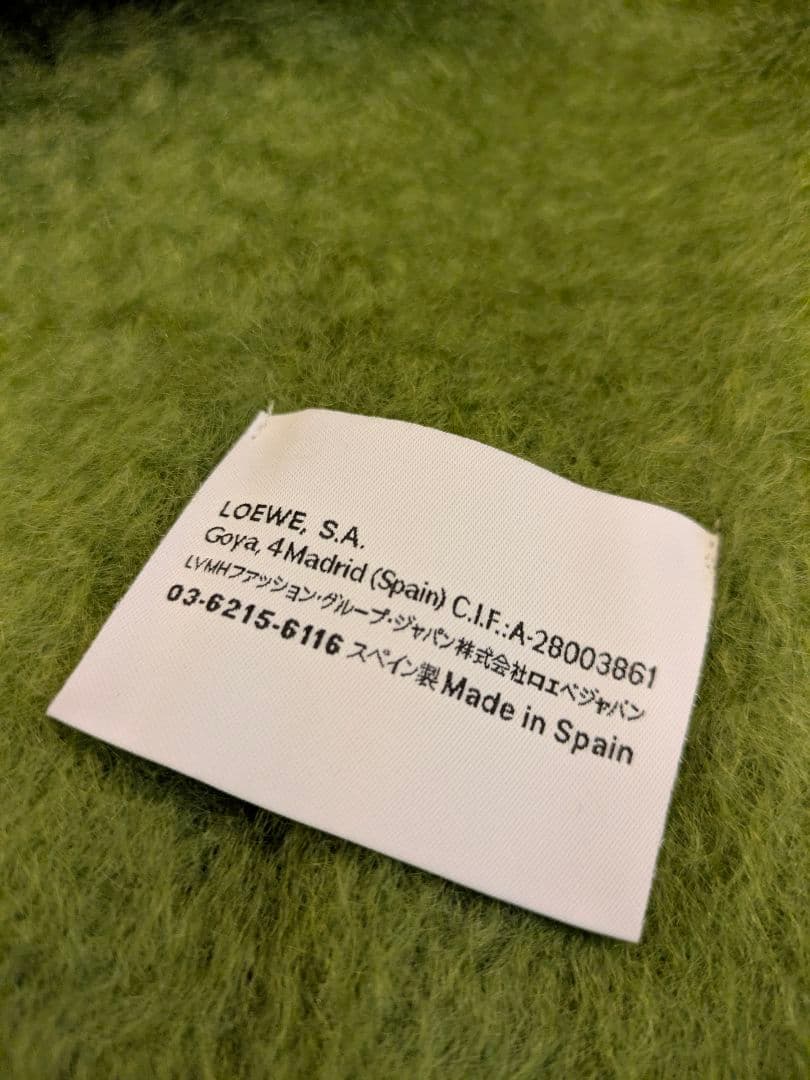 LOEWE, S.A.
Goya, 4 Madrid (Spain) C.I.F.:A-28003861
LVMHファッション・グループ・ジャパン株式会社ロエベジャパン
03-6215-6116 スペイン製 Made in Spain